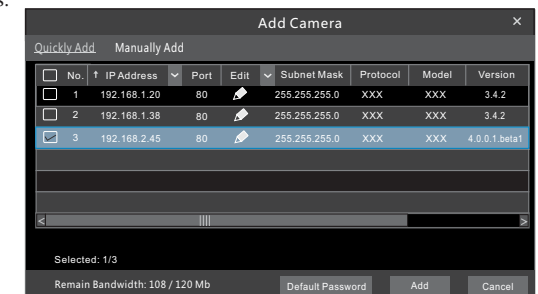 s.
Add Camera ×
Quickly Add Manually Add
No. ↑ IP Address Port Edit Subnet Mask Protocol Model Version
1 192.168.1.20 80 255.255.255.0 XXX XXX 3.4.2
2 192.168.1.38 80 255.255.255.0 XXX XXX 3.4.2
3 192.168.2.45 80 255.255.255.0 XXX XXX 4.0.0.1.beta1
< >
Selected: 1/3
Remain Bandwidth: 108 / 120 Mb Default Password Add Cancel